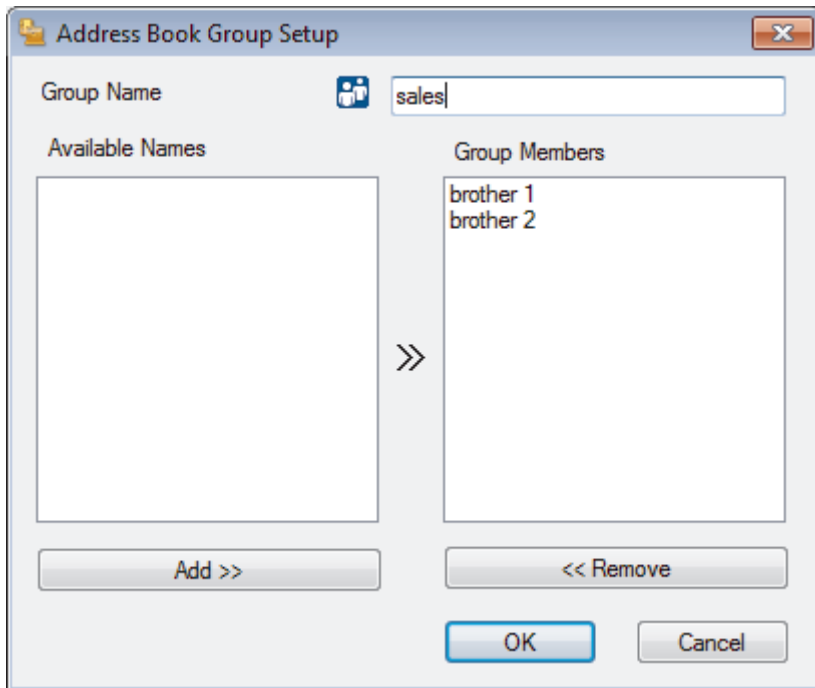 Address Book Group Setup
Group Name
sales
Available Names
Group Members
brother 1
brother 2
Add >>
<< Remove
OK
Cancel